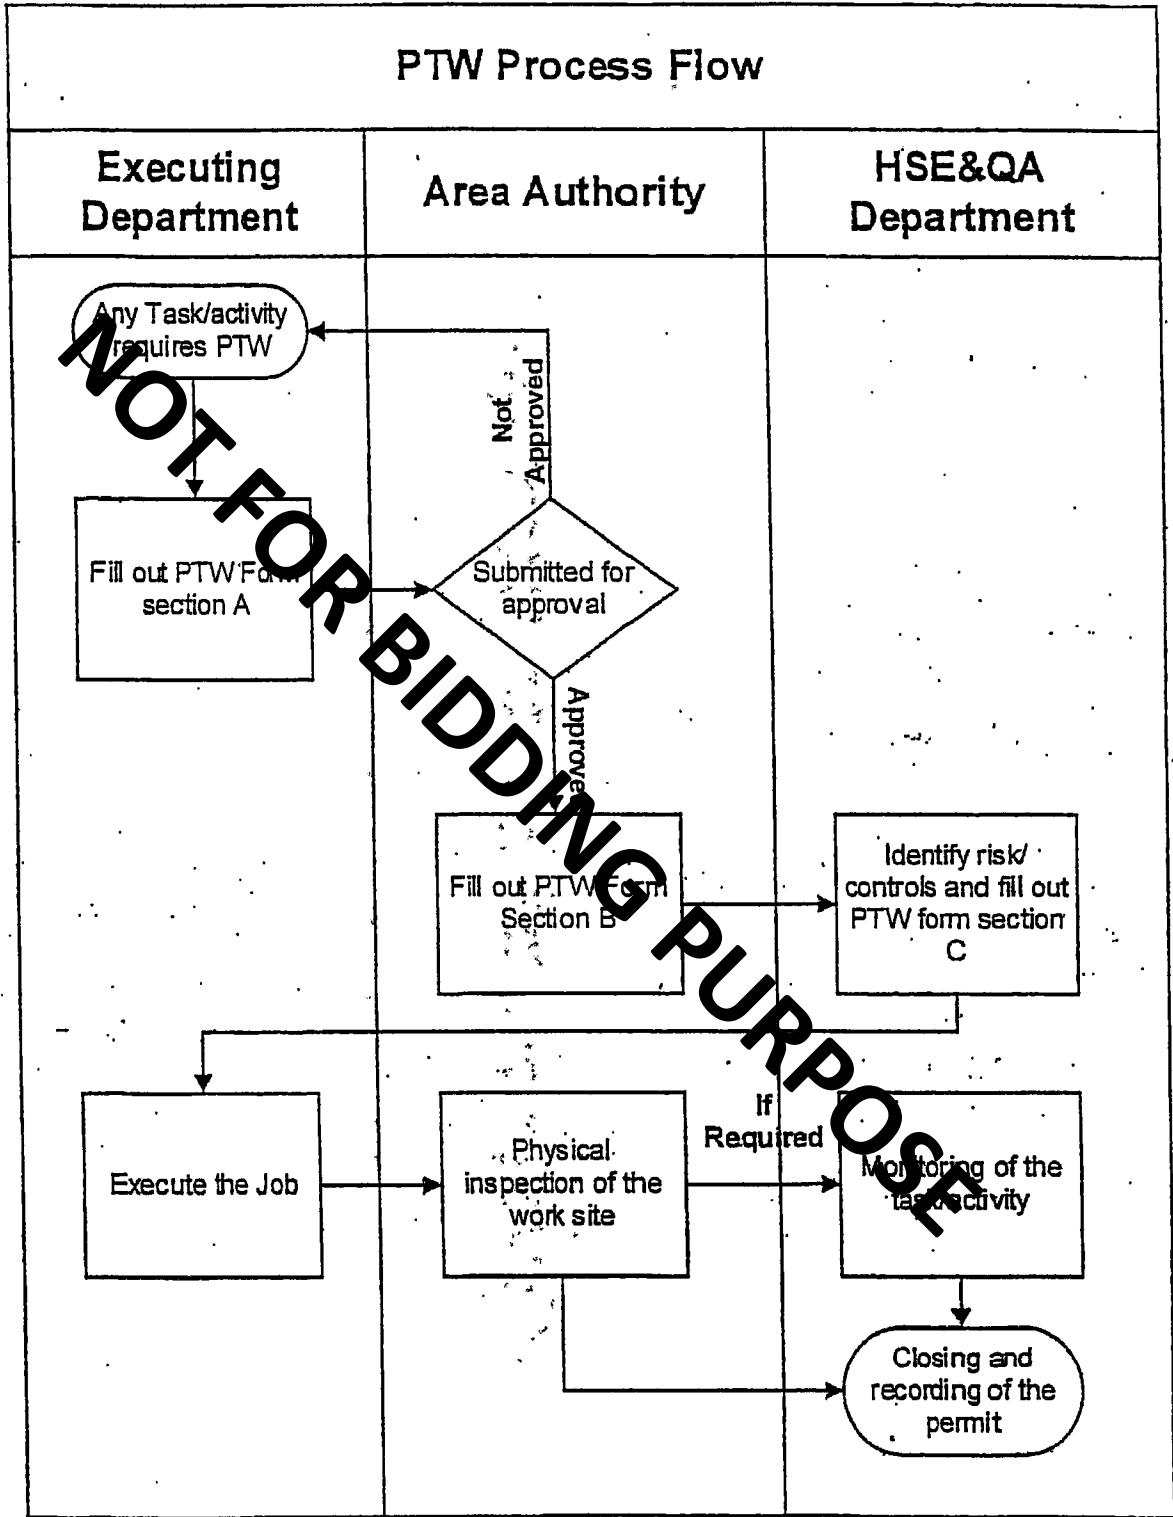 PTW Process Flow
Executing
Department
Area Authority
HSE&QA
Department
Any Task/activity
requires PTW
Not
Approved
Fill out PTW Form
section A
Submitted for
approval
Approved
Fill out PTW Form
Section B
Identify risk/
controls and fill out
PTW form section
C
Execute the Job
Physical
inspection of the
work site
If
Required
Monitoring of the
task/activity
Closing and
recording of the
permit
NOT FOR BIDDING PURPOSE